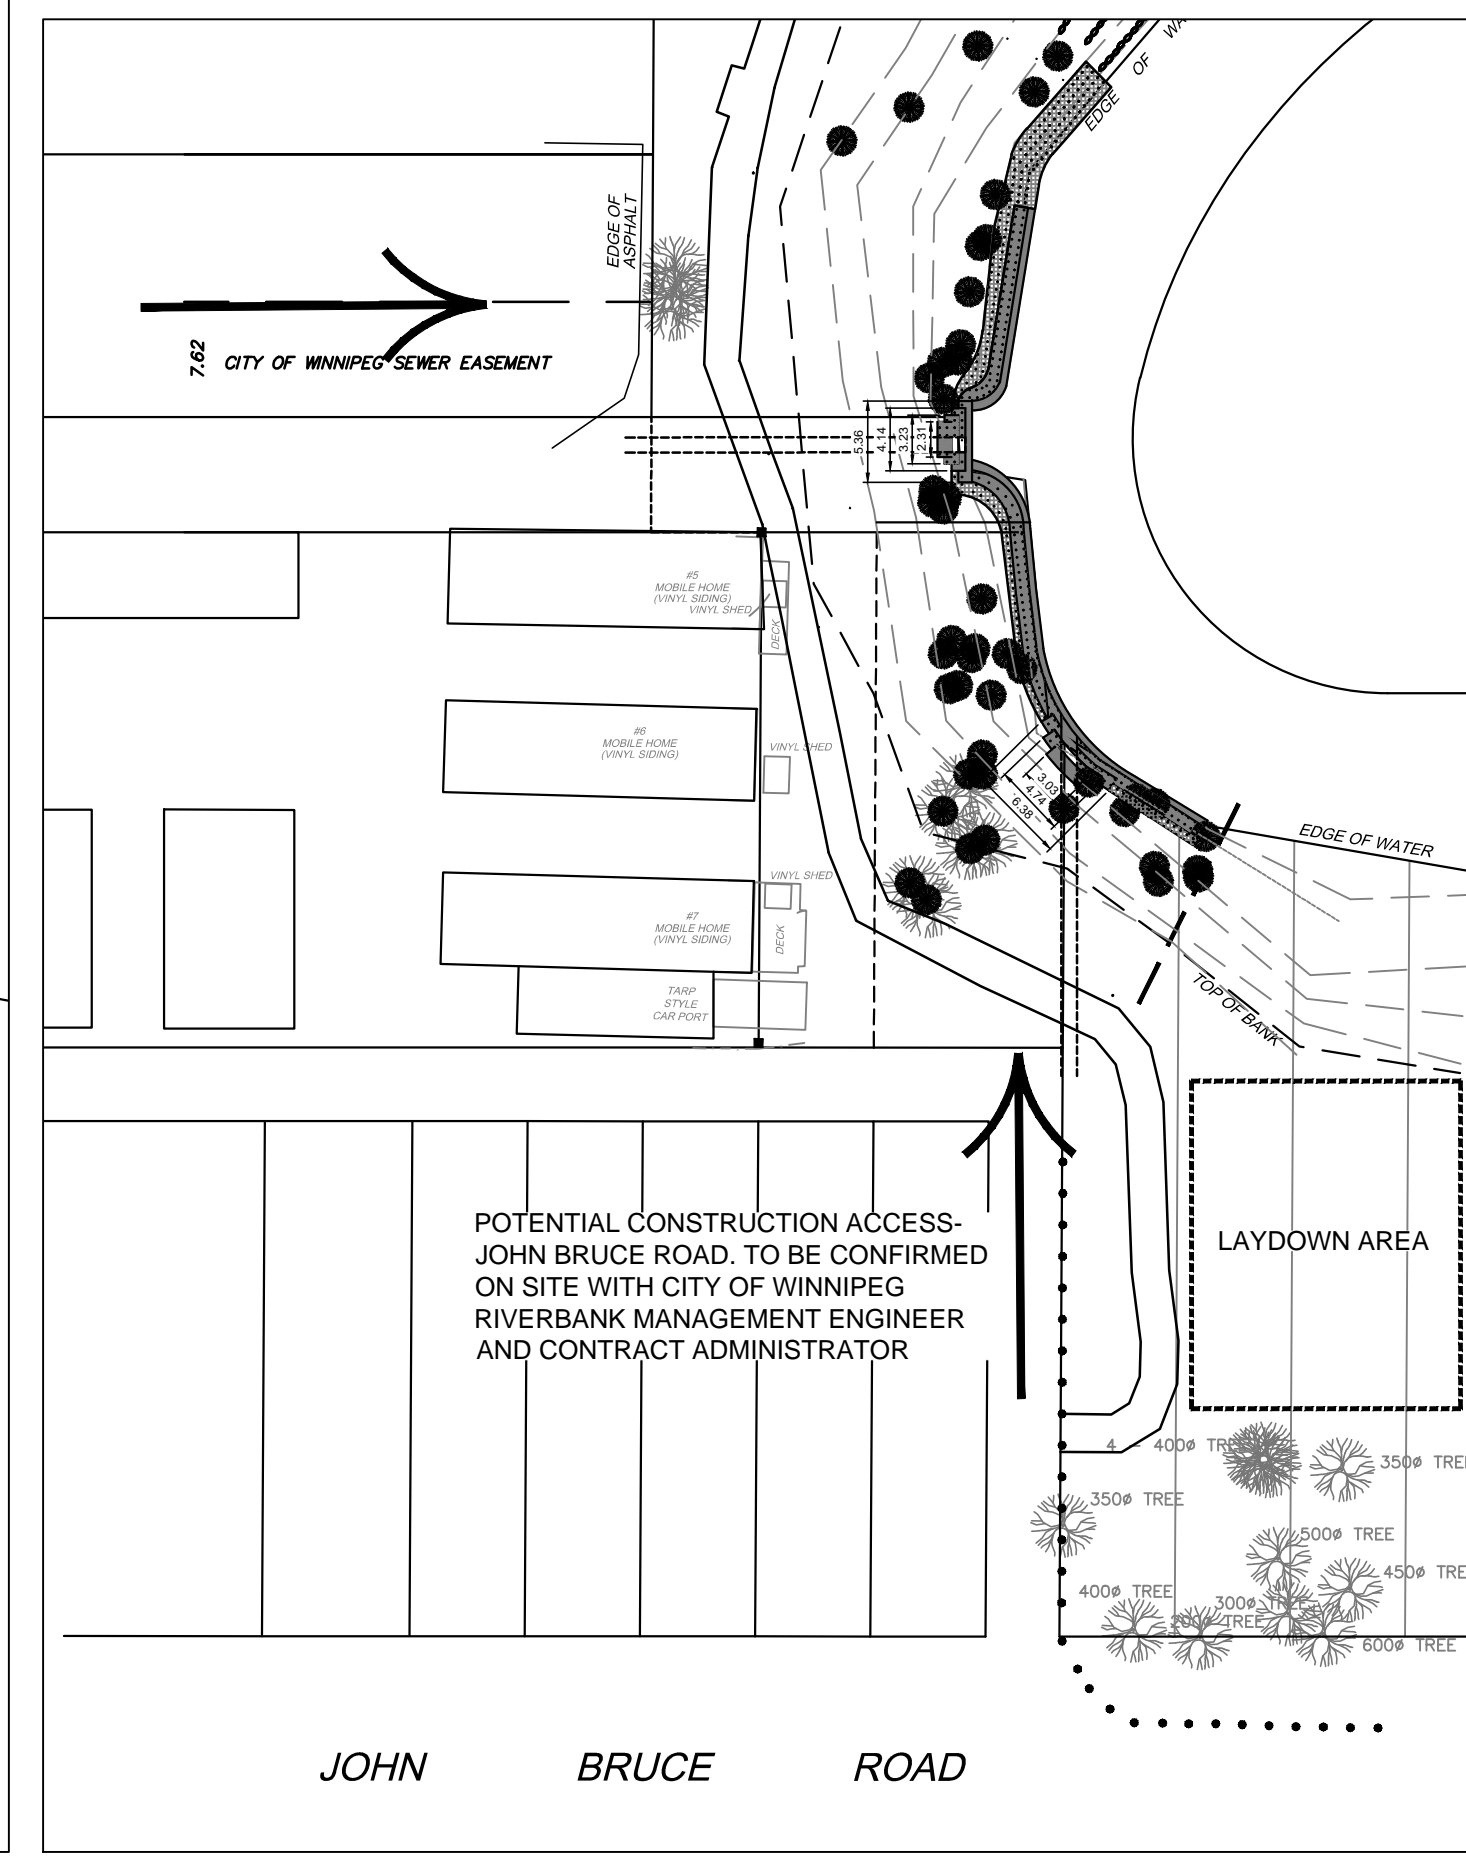 EDGE OF
EDGE OF
ASPHALT
7.62 CITY OF WINNIPEG SEWER EASEMENT
5.36
4.14
3.23
2.31
#5
MOBILE HOME
(VINYL SIDING)
VINYL SHED
DECK
#6
MOBILE HOME
(VINYL SIDING)
VINYL SHED
3.03
4.74
6.38
EDGE OF WATER
VINYL SHED
#7
MOBILE HOME
(VINYL SIDING)
DECK
TARP
STYLE
CAR PORT
TOP OF BANK
POTENTIAL CONSTRUCTION ACCESS-
JOHN BRUCE ROAD. TO BE CONFIRMED
ON SITE WITH CITY OF WINNIPEG
RIVERBANK MANAGEMENT ENGINEER
AND CONTRACT ADMINISTRATOR
LAYDOWN AREA
4 - 400ø TREE
350ø TREE
350ø TREE
500ø TREE
450ø TREE
400ø TREE
300ø TREE
200ø TREE
600ø TREE
JOHN BRUCE ROAD